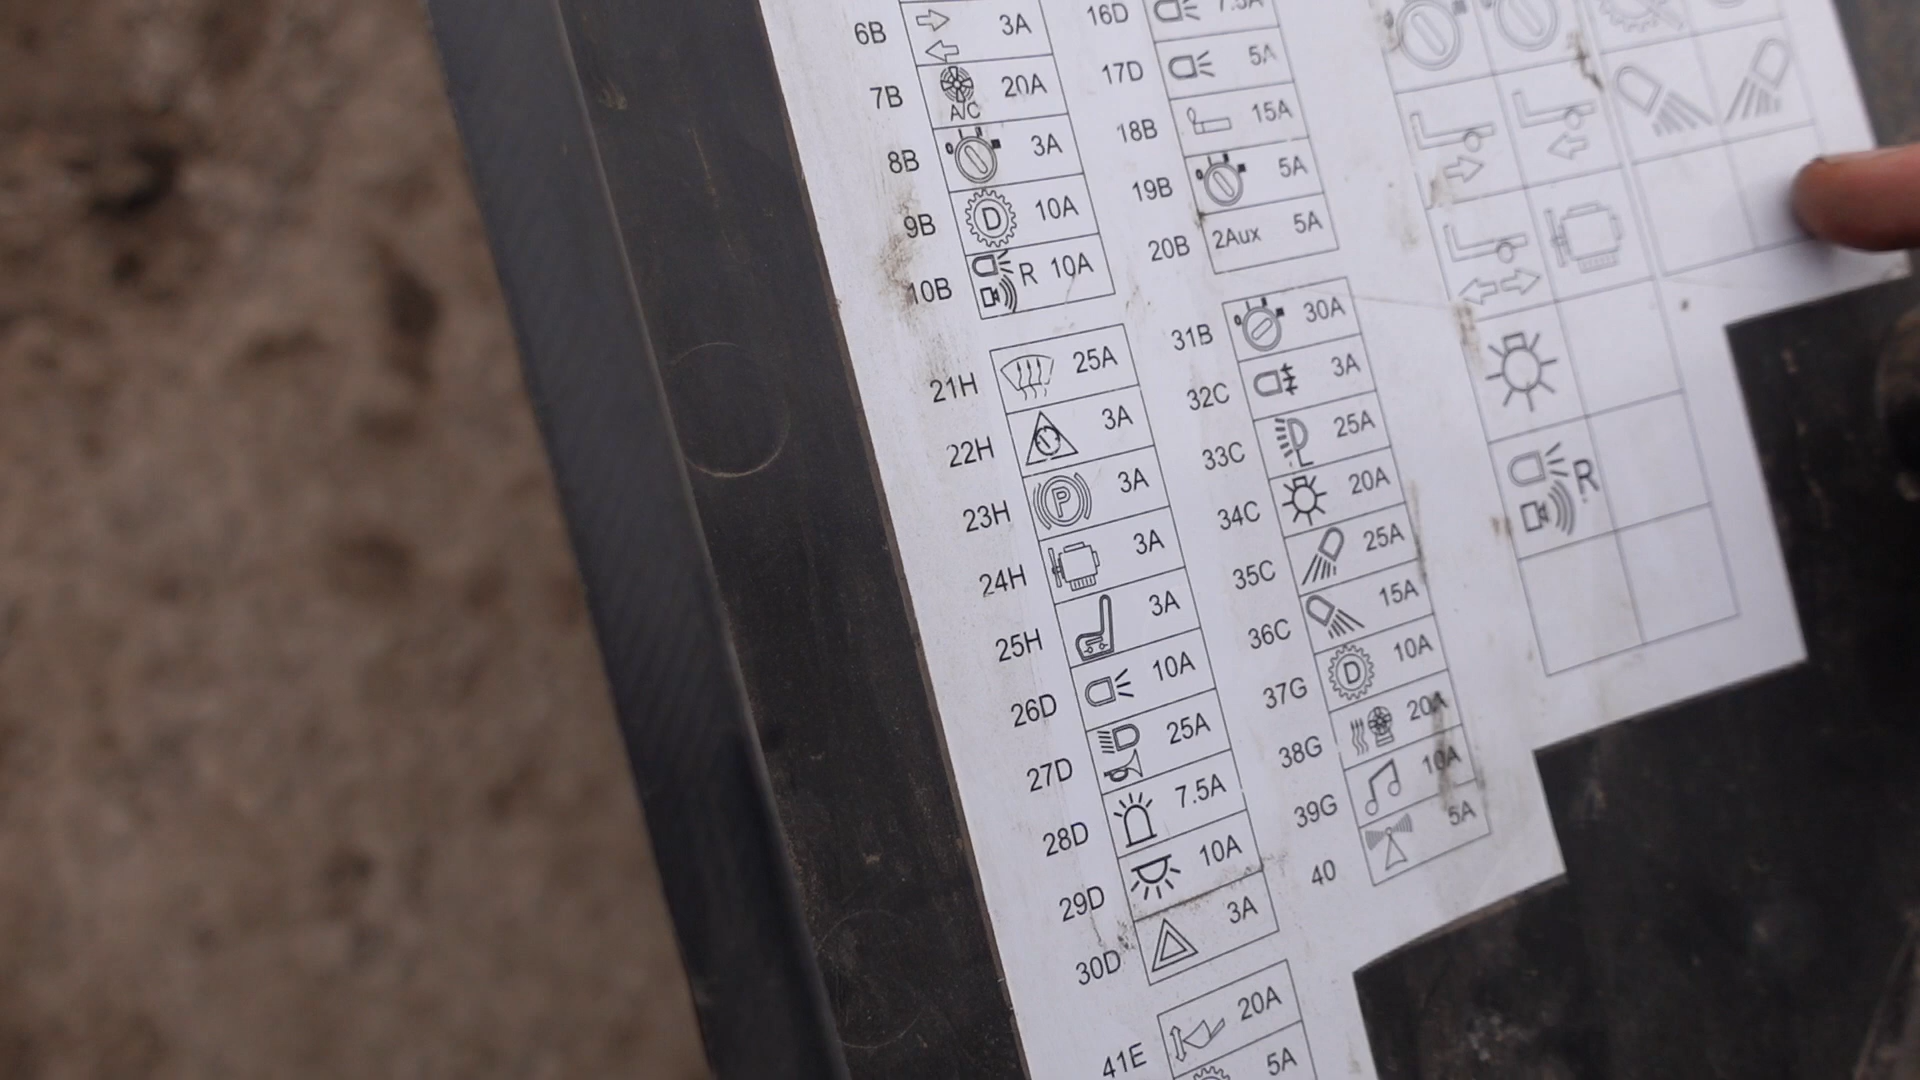 6B 3A
7B A/C 20A
8B 3A
9B D 10A
10B R 10A
16D 7.5A
17D 5A
18B 15A
19B 5A
20B 2Aux 5A
21H 25A
22H 3A
23H P 3A
24H 3A
25H 3A
26D 10A
27D 25A
28D 7.5A
29D 10A
30D 3A
31B 30A
32C 3A
33C 25A
34C 20A
35C 25A
36C 15A
37G D 10A
38G 20A
39G 10A
40 5A
41E 20A
5A
R